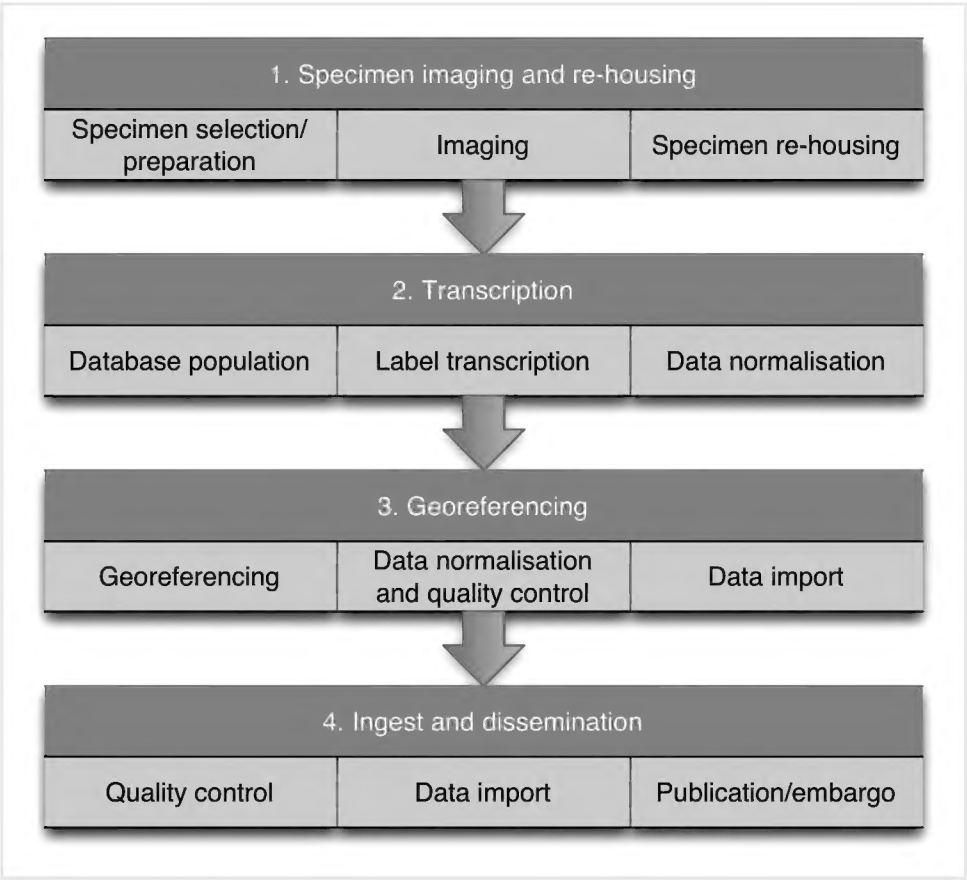 1. Specimen imaging and re-housing
Specimen selection/
preparation
Imaging
Specimen re-housing
2. Transcription
Database population
Label transcription
Data normalisation
3. Georeferencing
Georeferencing
Data normalisation
and quality control
Data import
4. Ingest and dissemination
Quality control
Data import
Publication/embargo